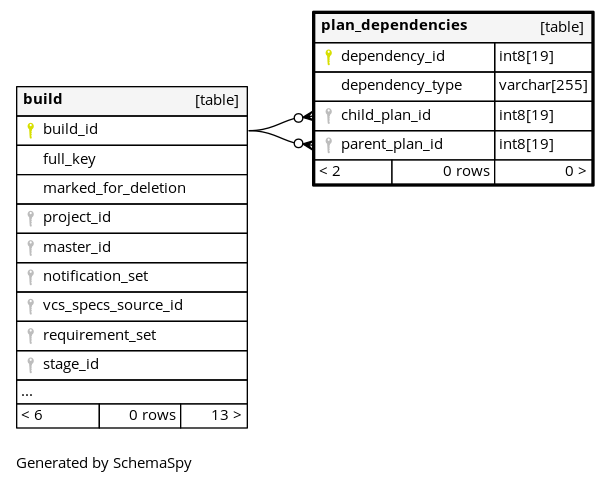 plan_dependencies [table]
dependency_id int8[19]
dependency_type varchar[255]
child_plan_id int8[19]
parent_plan_id int8[19]
< 2 0 rows 0 >
build [table]
build_id
full_key
marked_for_deletion
project_id
master_id
notification_set
vcs_specs_source_id
requirement_set
stage_id
...
< 6 0 rows 13 >
Generated by SchemaSpy